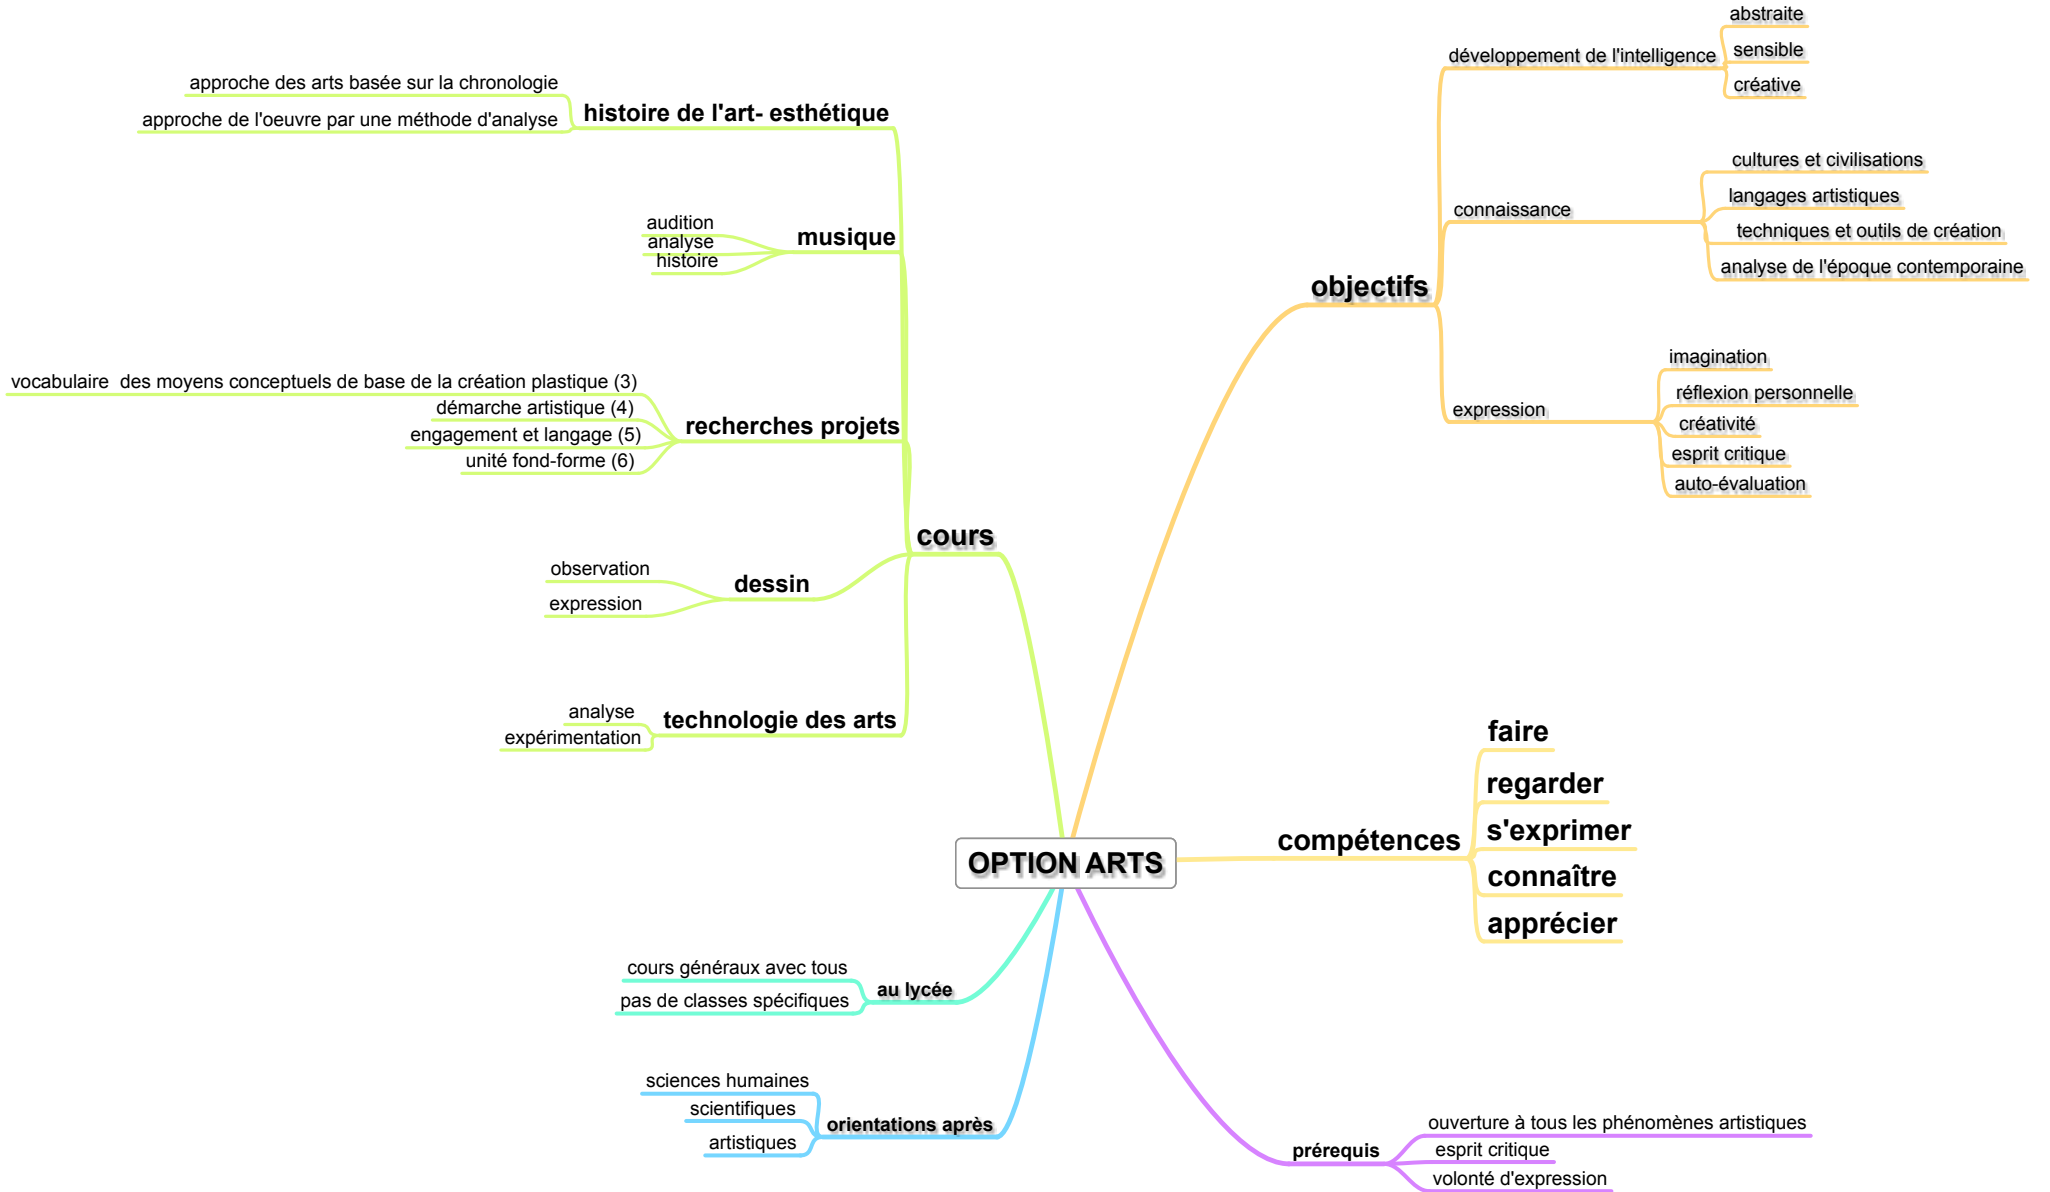 OPTION ARTS
objectifs
développement de l'intelligence
abstraite
sensible
créative
connaissance
cultures et civilisations
langages artistiques
techniques et outils de création
analyse de l'époque contemporaine
expression
imagination
réflexion personnelle
créativité
esprit critique
auto-évaluation
compétences
faire
regarder
s'exprimer
connaître
apprécier
prérequis
ouverture à tous les phénomènes artistiques
esprit critique
volonté d'expression
cours
histoire de l'art- esthétique
approche des arts basée sur la chronologie
approche de l'oeuvre par une méthode d'analyse
musique
audition
analyse
histoire
recherches projets
vocabulaire  des moyens conceptuels de base de la création plastique (3)
démarche artistique (4)
engagement et langage (5)
unité fond-forme (6)
dessin
observation
expression
technologie des arts
analyse
expérimentation
au lycée
cours généraux avec tous
pas de classes spécifiques
orientations après
sciences humaines
scientifiques
artistiques